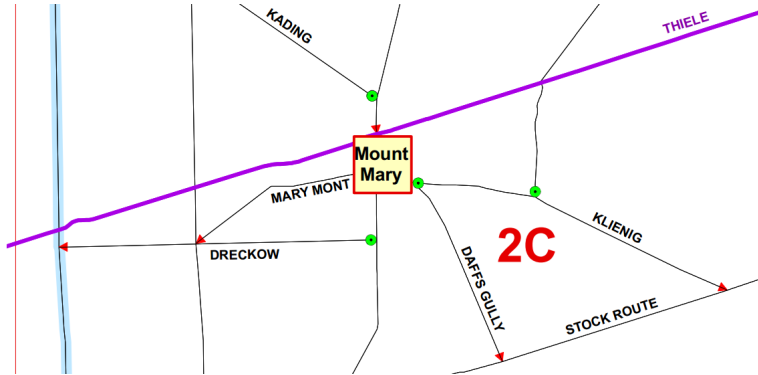 THIELE
KADING
Mount
Mary
MARY MONT
KLIENIG
2C
DRECKOW
DAFFS GULLY
STOCK ROUTE